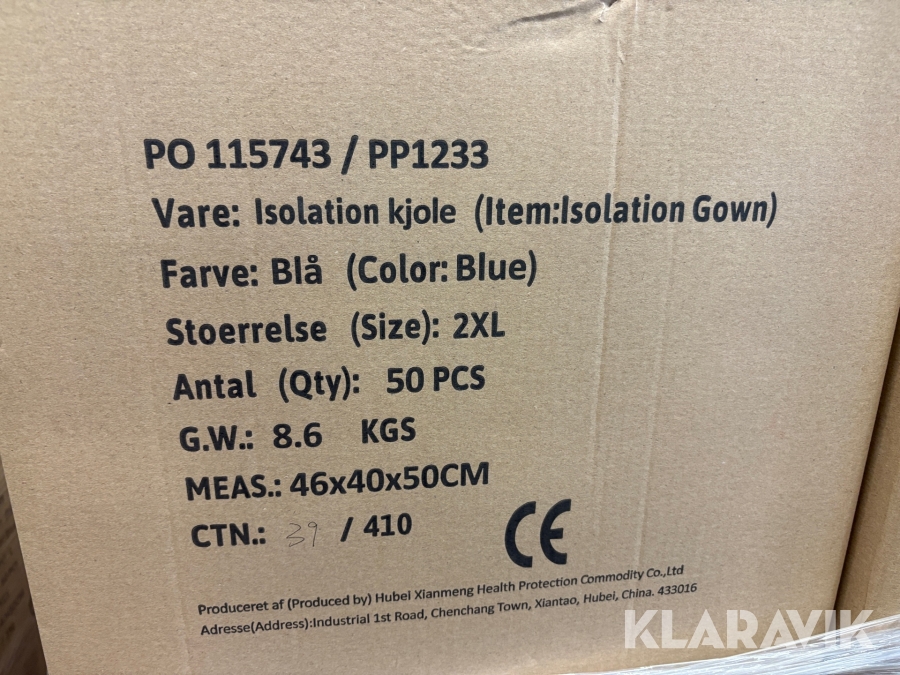 PO 115743 / PP1233
Vare: Isolation kjole (Item:Isolation Gown)
Farve: Blå (Color: Blue)
Stoerrelse (Size): 2XL
Antal (Qty): 50 PCS
G.W.: 8.6 KGS
MEAS.: 46x40x50CM
CTN.: 39 / 410
CE
Produceret af (Produced by) Hubei Xianmeng Health Protection Commodity Co.,Ltd
Adresse(Address):Industrial 1st Road, Chenchang Town, Xiantao, Hubei, China. 433016
KLARAVIK